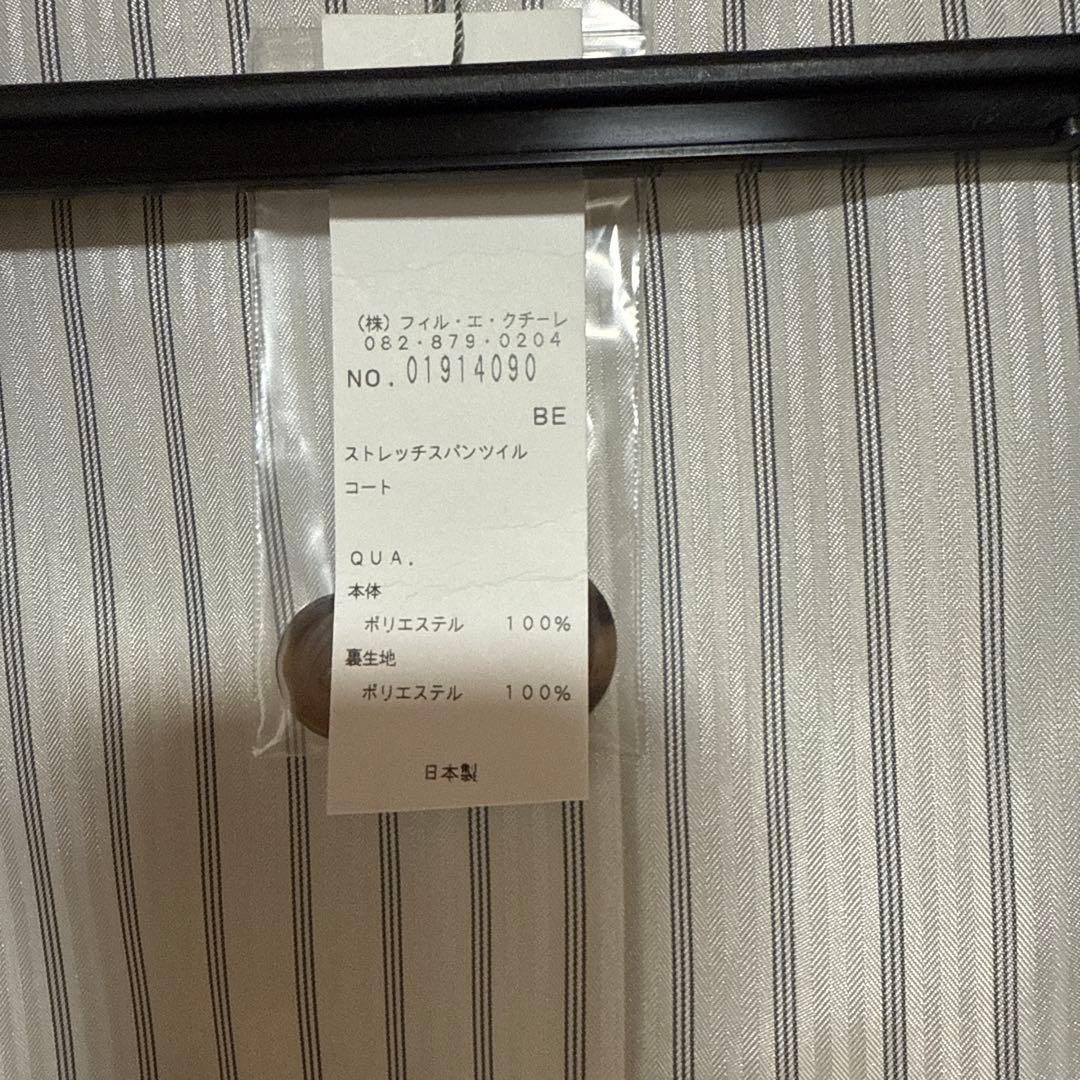 （株）フィル・エ・クチーレ
０８２・８７９・０２０４
NO.01914090
BE
ストレッチスパンツイル
コート
ＱＵＡ．
本体
ポリエステル　１００％
裏生地
ポリエステル　１００％
日本製